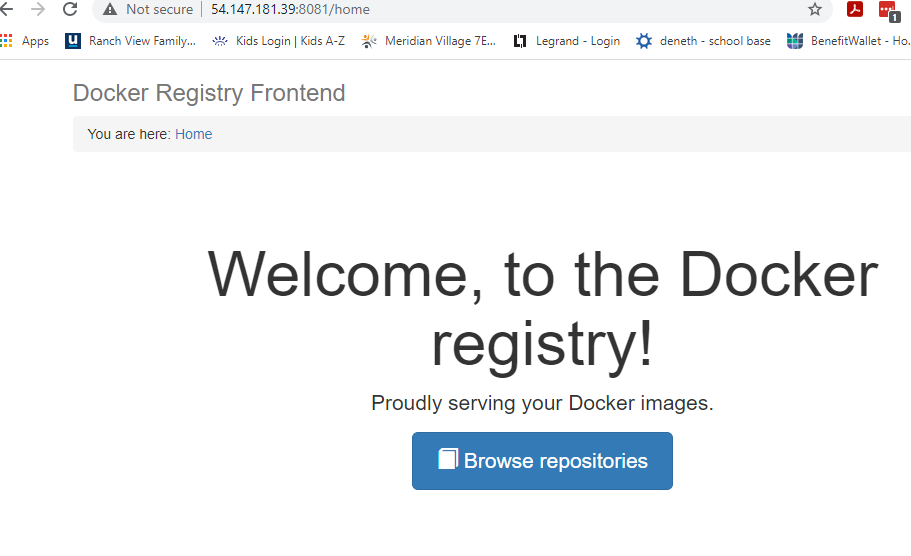 Not secure 54.147.181.39:8081/home
1
Apps Ranch View Family... Kids Login | Kids A-Z Meridian Village 7E... Legrand - Login deneth - school base BenefitWallet - Ho...
Docker Registry Frontend
You are here: Home
Welcome, to the Docker
registry!
Proudly serving your Docker images.
Browse repositories